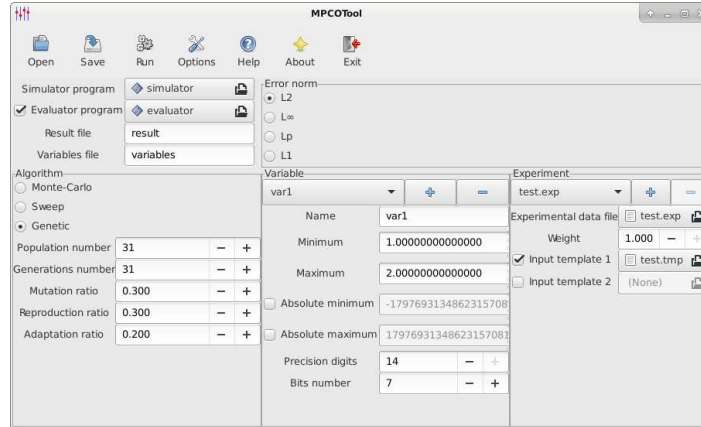 MPCOTool
Open Save Run Options Help About Exit
Simulator program simulator
Evaluator program evaluator
Result file result
Variables file variables
Error norm
L2
L∞
Lp
L1
Algorithm
Monte-Carlo
Sweep
Genetic
Population number 31 − +
Generations number 31 − +
Mutation ratio 0.300 − +
Reproduction ratio 0.300 − +
Adaptation ratio 0.200 − +
Variable
var1
Name var1
Minimum 1.00000000000000
Maximum 2.00000000000000
Absolute minimum -1797693134862315708
Absolute maximum 17976931348623157081
Precision digits 14 − +
Bits number 7 − +
Experiment
test.exp
Experimental data file test.exp
Weight 1.000 −
Input template 1 test.tmp
Input template 2 (None)